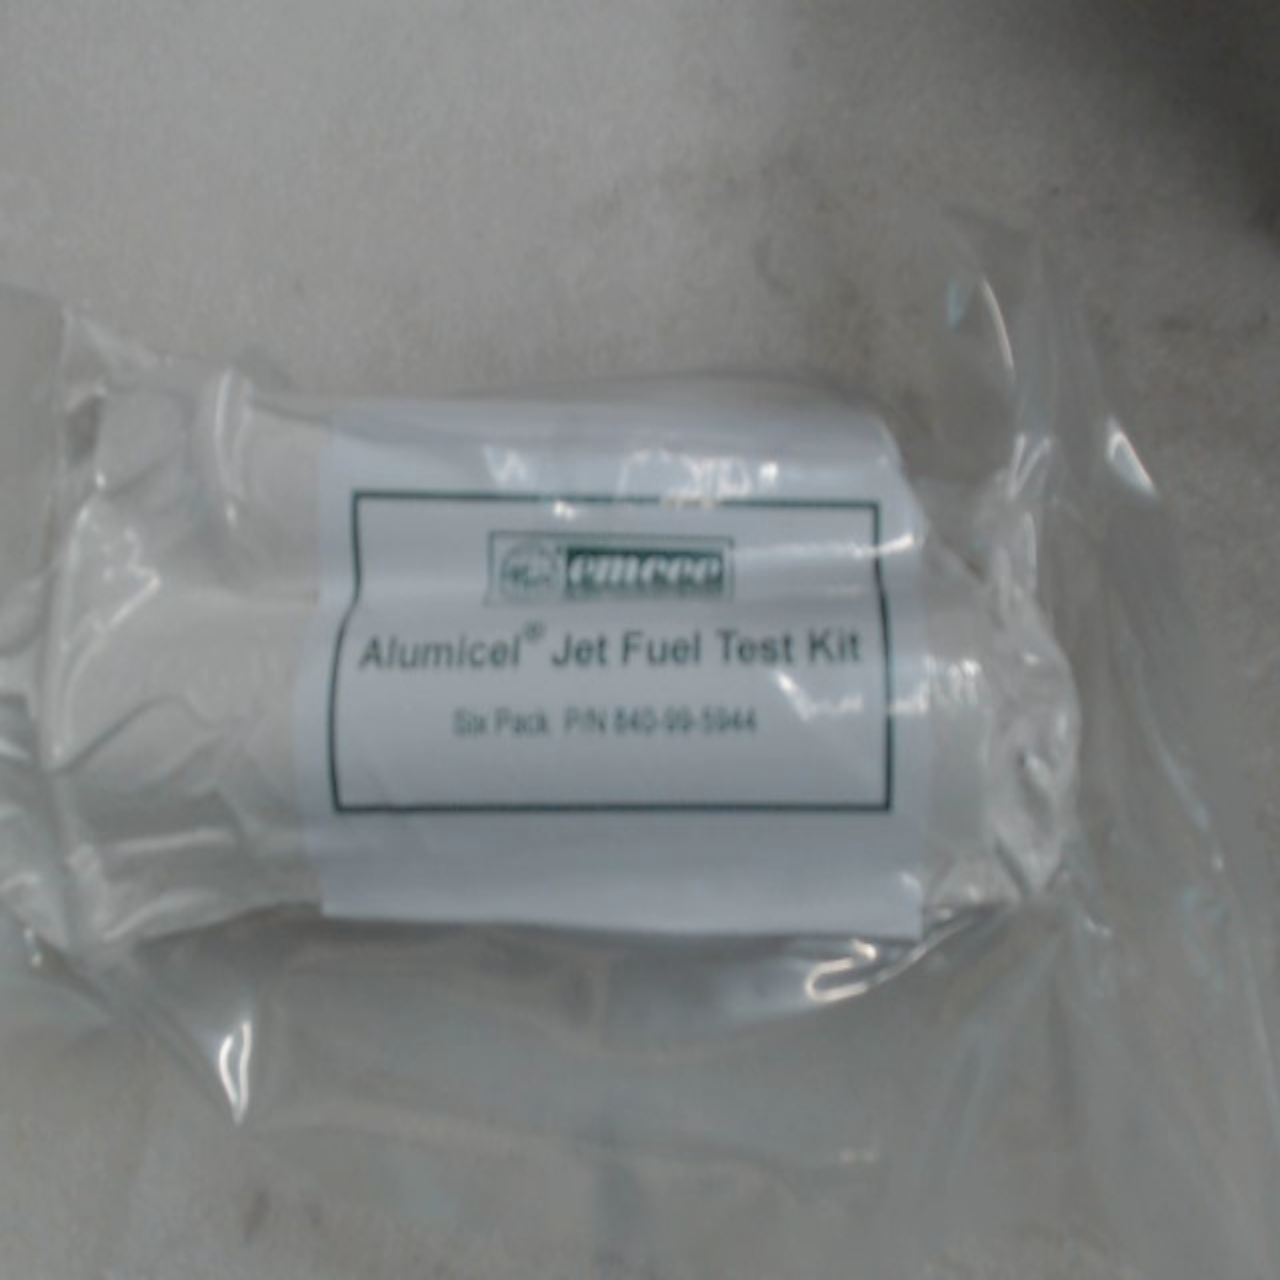 emcee
Alumicel® Jet Fuel Test Kit
Six Pack P/N 840-99-5944